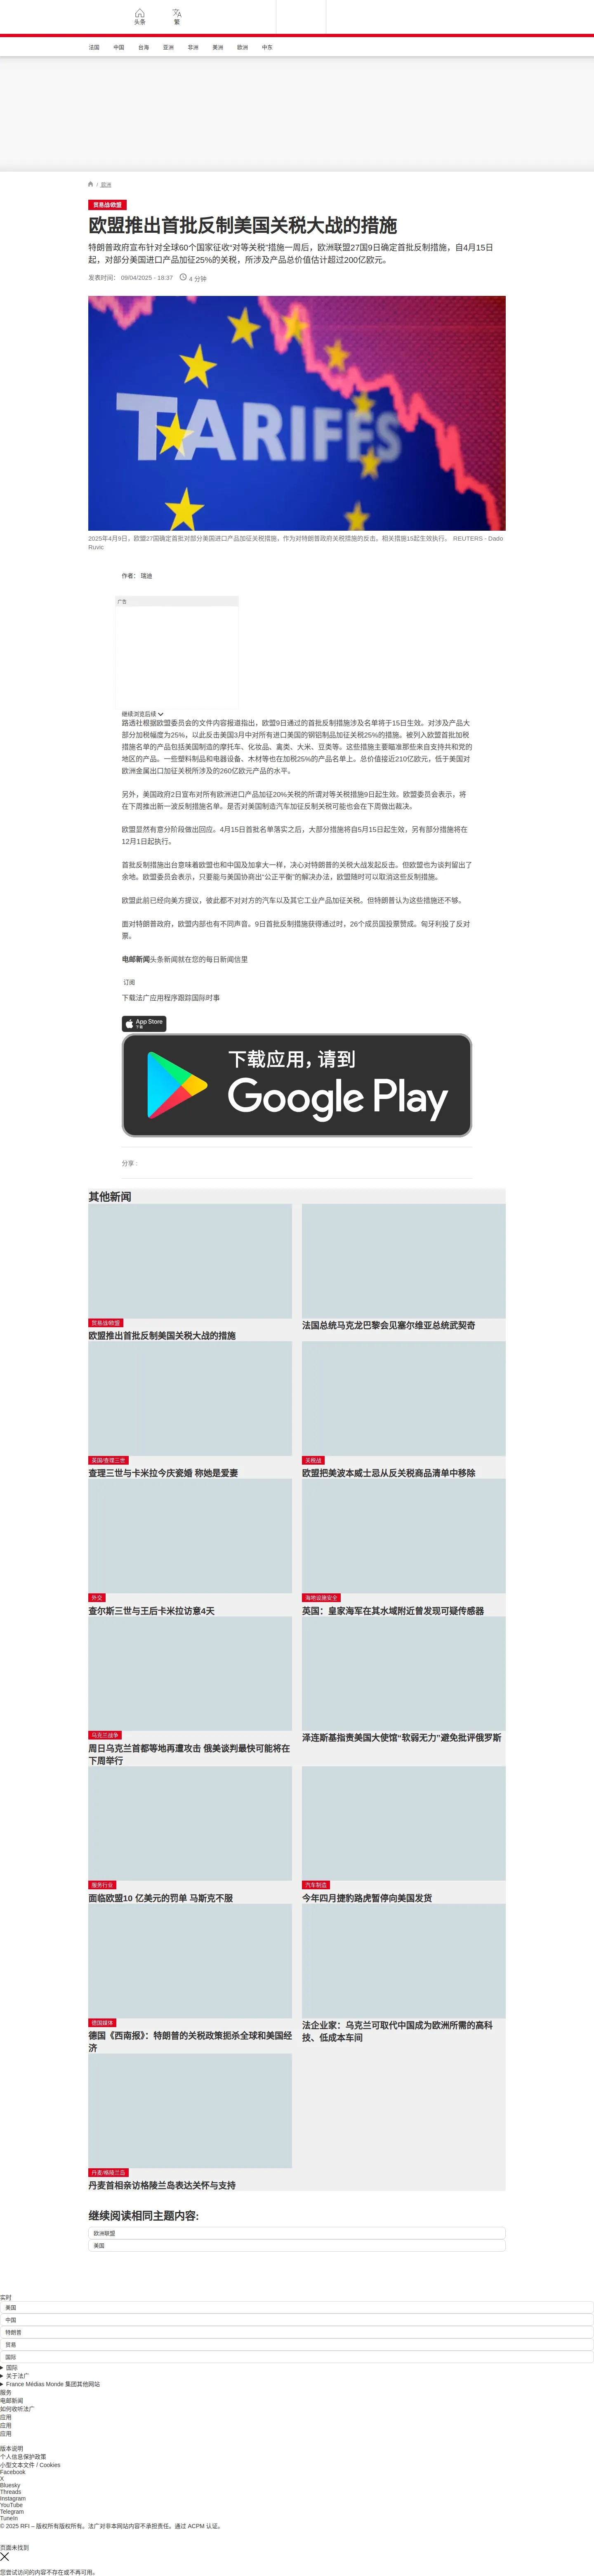 头条
繁
法国
中国
台海
亚洲
非洲
美洲
欧洲
中东
/ 欧洲
贸易战/欧盟
欧盟推出首批反制美国关税大战的措施
特朗普政府宣布针对全球60个国家征收“对等关税”措施一周后，欧洲联盟27国9日确定首批反制措施，自4月15日
起，对部分美国进口产品加征25%的关税，所涉及产品总价值估计超过200亿欧元。
发表时间： 09/04/2025 - 18:37
4 分钟
TARIFFS
2025年4月9日，欧盟27国确定首批对部分美国进口产品加征关税措施，作为对特朗普政府关税措施的反击。相关措施15起生效执行。 REUTERS - Dado
Ruvic
作者： 瑞迪
广告
继续浏览后续
路透社根据欧盟委员会的文件内容报道指出，欧盟9日通过的首批反制措施涉及名单将于15日生效。对涉及产品大
部分加税幅度为25%，以此反击美国3月中对所有进口美国的钢铝制品加征关税25%的措施。被列入欧盟首批加税
措施名单的产品包括美国制造的摩托车、化妆品、禽类、大米、豆类等。这些措施主要瞄准那些来自支持共和党的
地区的产品。一些塑料制品和电器设备、木材等也在加税25%的产品名单上。总价值接近210亿欧元，低于美国对
欧洲金属出口加征关税所涉及的260亿欧元产品的水平。
另外，美国政府2日宣布对所有欧洲进口产品加征20%关税的所谓对等关税措施9日起生效。欧盟委员会表示，将
在下周推出新一波反制措施名单。是否对美国制造汽车加征反制关税可能也会在下周做出裁决。
欧盟显然有意分阶段做出回应。4月15日首批名单落实之后，大部分措施将自5月15日起生效，另有部分措施将在
12月1日起执行。
首批反制措施出台意味着欧盟也和中国及加拿大一样，决心对特朗普的关税大战发起反击。但欧盟也为谈判留出了
余地。欧盟委员会表示，只要能与美国协商出“公正平衡”的解决办法，欧盟随时可以取消这些反制措施。
欧盟此前已经向美方提议，彼此都不对对方的汽车以及其它工业产品加征关税。但特朗普认为这些措施还不够。
面对特朗普政府，欧盟内部也有不同声音。9日首批反制措施获得通过时，26个成员国投票赞成。匈牙利投了反对
票。
电邮新闻头条新闻就在您的每日新闻信里
订阅
下载法广应用程序跟踪国际时事
App Store
下载
下载应用，请到
Google Play
分享 :
其他新闻
贸易战/欧盟
欧盟推出首批反制美国关税大战的措施
法国总统马克龙巴黎会见塞尔维亚总统武契奇
英国/查理三世
查理三世与卡米拉今庆瓷婚 称她是爱妻
关税战
欧盟把美波本威士忌从反关税商品清单中移除
外交
查尔斯三世与王后卡米拉访意4天
海地设施安全
英国：皇家海军在其水域附近曾发现可疑传感器
乌克兰战争
周日乌克兰首都等地再遭攻击 俄美谈判最快可能将在
下周举行
泽连斯基指责美国大使馆“软弱无力”避免批评俄罗斯
服务行业
面临欧盟10 亿美元的罚单 马斯克不服
汽车制造
今年四月捷豹路虎暂停向美国发货
德国媒体
德国《西南报》：特朗普的关税政策扼杀全球和美国经
济
法企业家：乌克兰可取代中国成为欧洲所需的高科
技、低成本车间
丹麦/格陵兰岛
丹麦首相亲访格陵兰岛表达关怀与支持
继续阅读相同主题内容:
欧洲联盟
美国
实时
美国
中国
特朗普
贸易
国际
国际
关于法广
France Médias Monde 集团其他网站
服务
电邮新闻
如何收听法广
应用
应用
应用
版本说明
个人信息保护政策
小型文本文件 / Cookies
Facebook
X
Bluesky
Threads
Instagram
YouTube
Telegram
TuneIn
© 2025 RFI – 版权所有版权所有。法广对非本网站内容不承担责任。通过 ACPM 认证。
页面未找到
您尝试访问的内容不存在或不再可用。